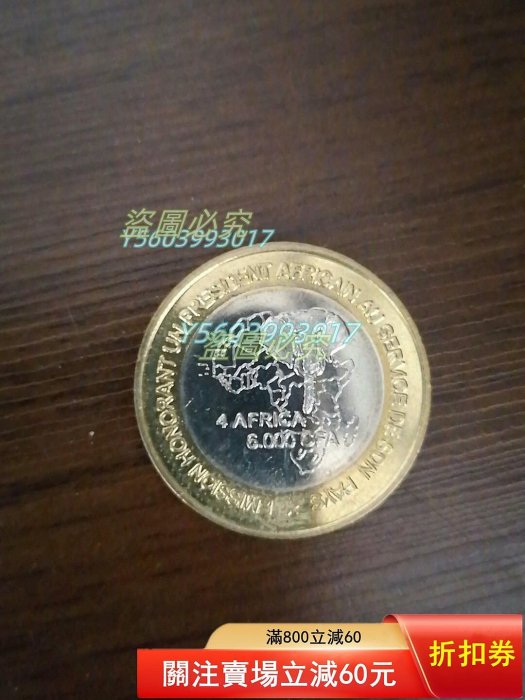 盜圖必究
15603993017
15603993017
盜圖必究
EMISSION HONORANT UN PRESIDENT AFRICAIN AU SERVICE DE SON PAYS
4 AFRICA
6.000 CFA
滿800立減60
關注賣場立減60元
折扣券